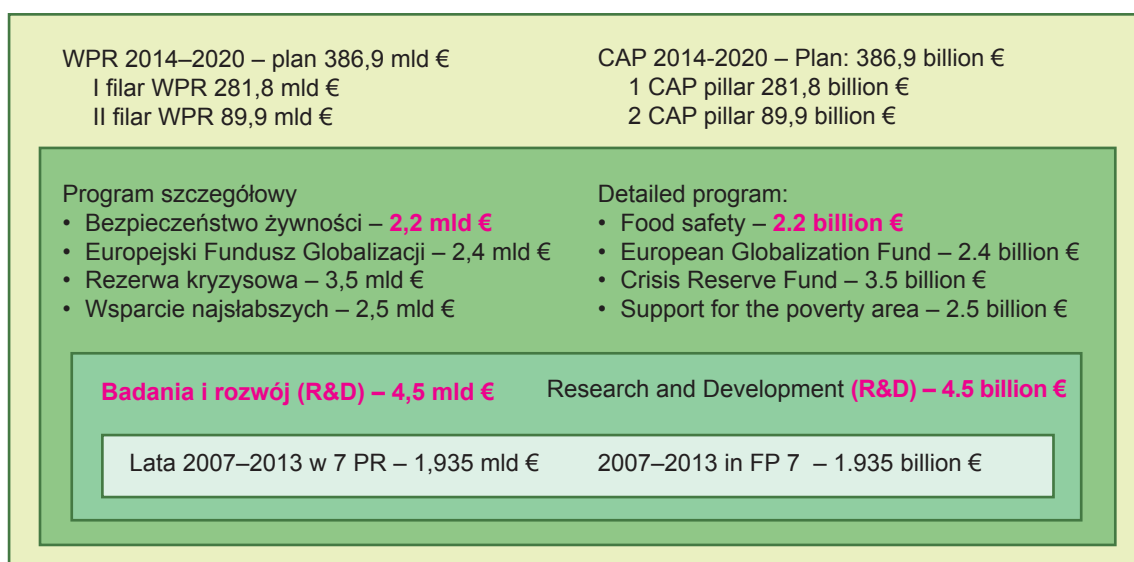 WPR 2014–2020 – plan 386,9 mld €
I filar WPR 281,8 mld €
II filar WPR 89,9 mld €
CAP 2014-2020 – Plan: 386,9 billion €
1 CAP pillar 281,8 billion €
2 CAP pillar 89,9 billion €
Program szczegółowy
• Bezpieczeństwo żywności – 2,2 mld €
• Europejski Fundusz Globalizacji – 2,4 mld €
• Rezerwa kryzysowa – 3,5 mld €
• Wsparcie najsłabszych – 2,5 mld €
Detailed program:
• Food safety – 2.2 billion €
• European Globalization Fund – 2.4 billion €
• Crisis Reserve Fund – 3.5 billion €
• Support for the poverty area – 2.5 billion €
Badania i rozwój (R&D) – 4,5 mld €
Research and Development (R&D) – 4.5 billion €
Lata 2007–2013 w 7 PR – 1,935 mld €
2007–2013 in FP 7 – 1.935 billion €